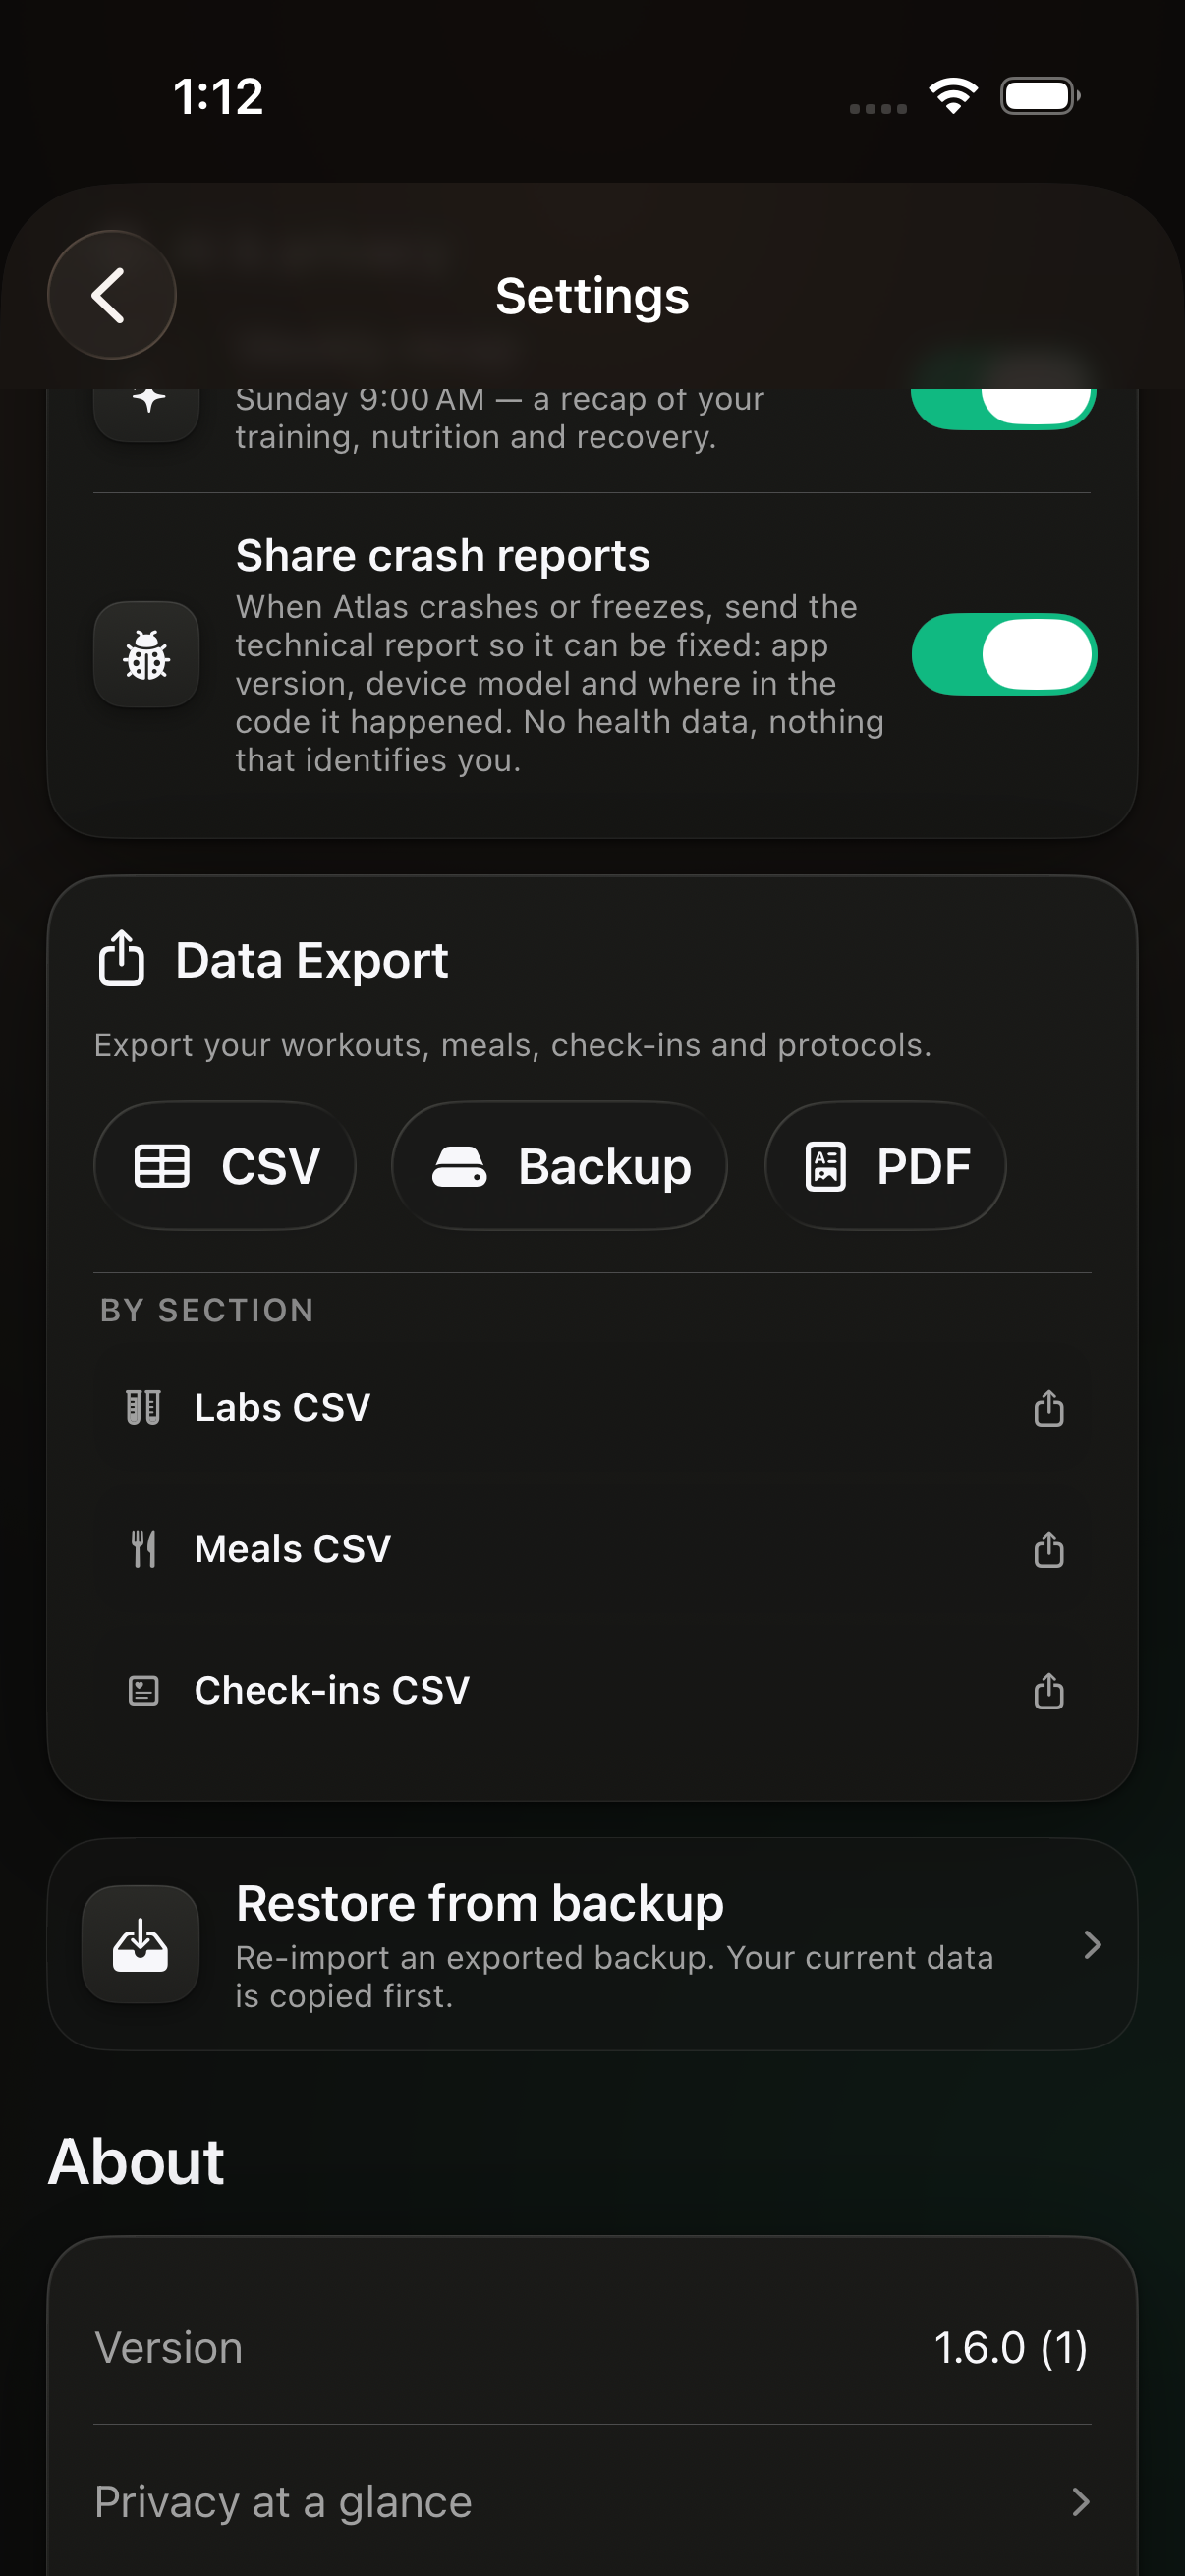 1:12
Settings
Sunday 9:00 AM — a recap of your
training, nutrition and recovery.
Share crash reports
When Atlas crashes or freezes, send the
technical report so it can be fixed: app
version, device model and where in the
code it happened. No health data, nothing
that identifies you.
Data Export
Export your workouts, meals, check-ins and protocols.
CSV
Backup
PDF
BY SECTION
Labs CSV
Meals CSV
Check-ins CSV
Restore from backup
Re-import an exported backup. Your current data
is copied first.
About
Version
1.6.0 (1)
Privacy at a glance